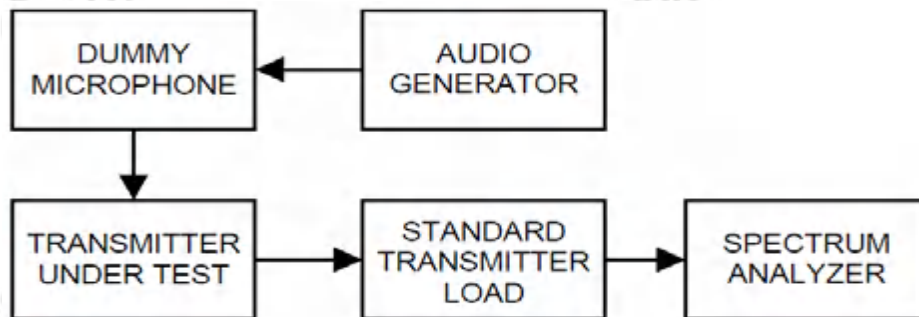 DUMMY
MICROPHONE
AUDIO
GENERATOR
TRANSMITTER
UNDER TEST
STANDARD
TRANSMITTER
LOAD
SPECTRUM
ANALYZER